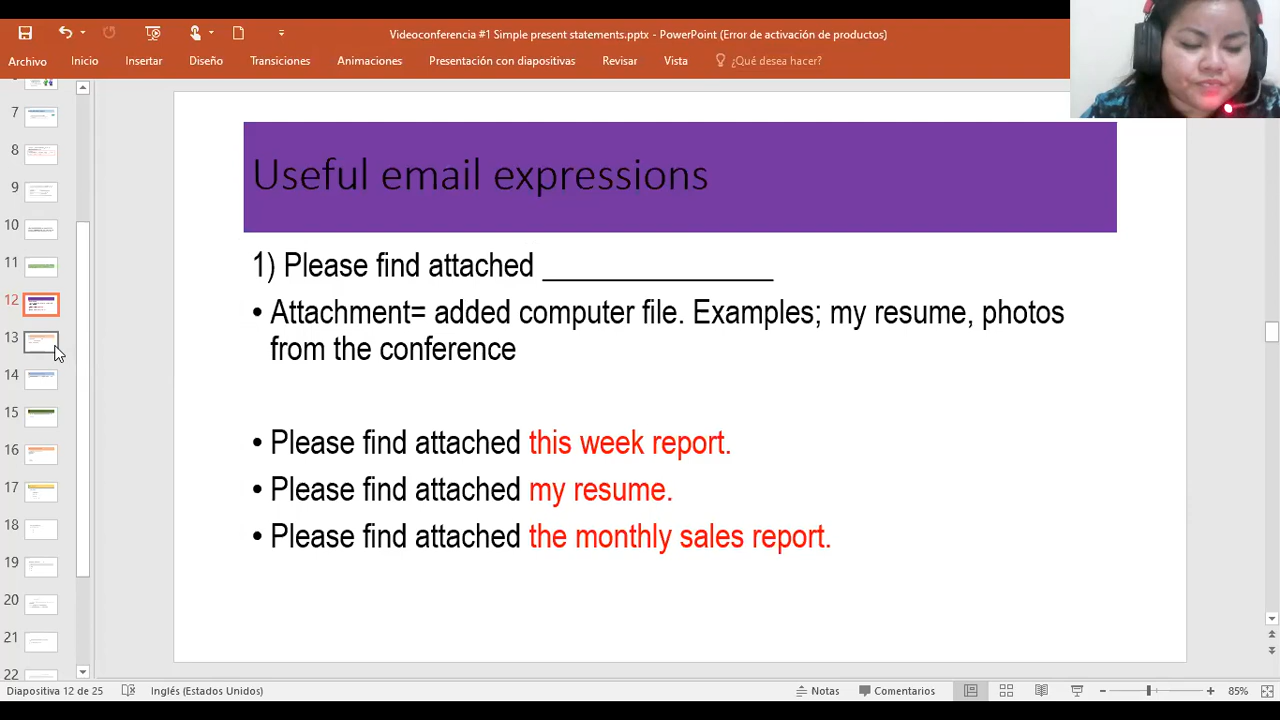 Videoconferencia #1 Simple present statements.pptx - PowerPoint (Error de activación de productos)
Archivo Inicio Insertar Diseño Transiciones Animaciones Presentación con diapositivas Revisar Vista ¿Qué desea hacer?
7
8
9
10
11
12
13
14
15
16
17
18
19
20
21
22
Useful email expressions
1) Please find attached ________________
• Attachment= added computer file. Examples; my resume, photos
from the conference
• Please find attached this week report.
• Please find attached my resume.
• Please find attached the monthly sales report.
Diapositiva 12 de 25 Inglés (Estados Unidos) Notas Comentarios 85%